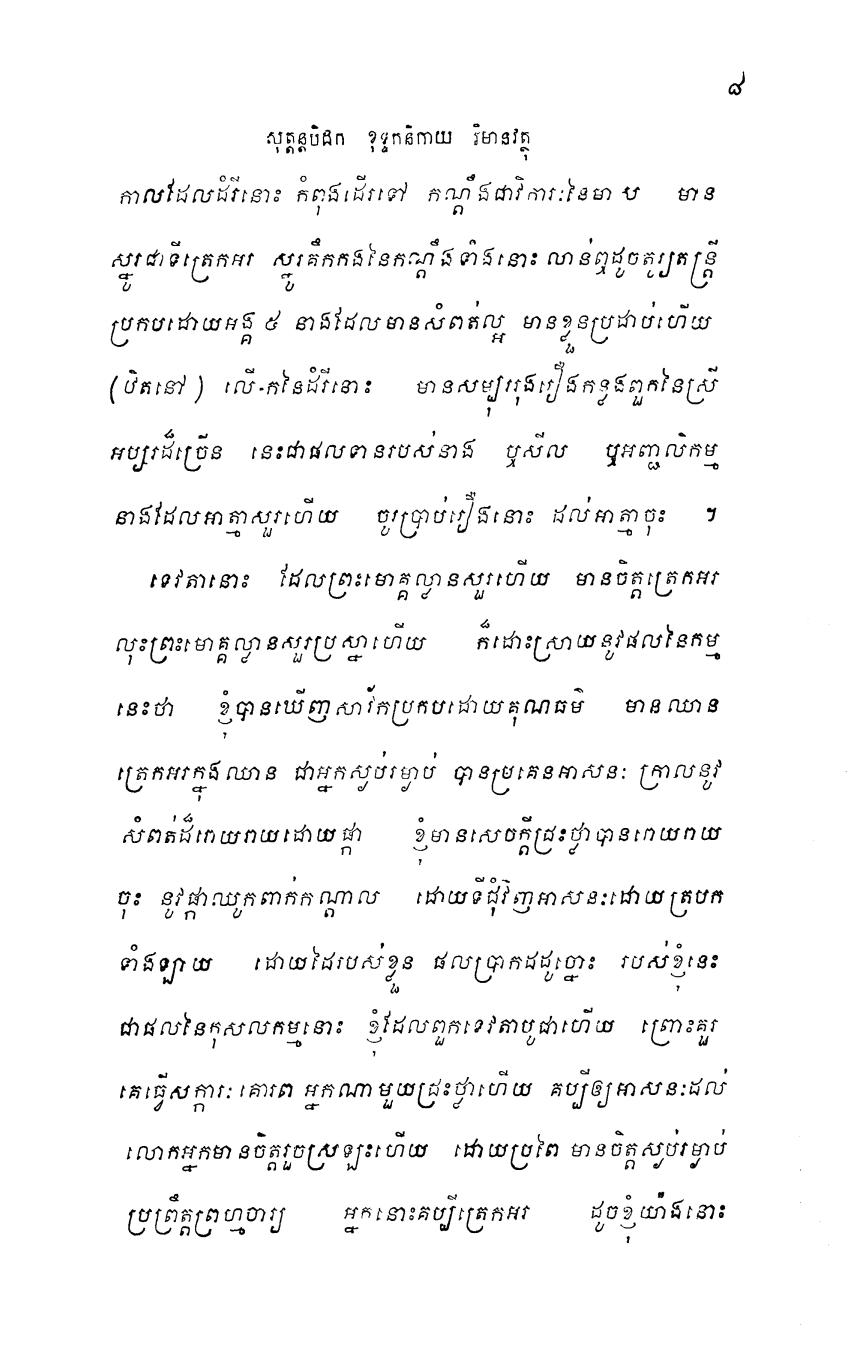 ៨
សុត្តន្តបិដក ខុទ្ទកនិកាយ វិមានវត្ថុ
កាលដែលដំរីនោះ កំពុងដើរទៅ កណ្តឹងជាវិការៈនៃមាស មាន
ស្នូរជាទីត្រេកអរ ស្នូរគឹកកងនៃកណ្តឹងទាំងនោះ លាន់ឮដូចតូរ្យតន្ត្រី
ប្រកបដោយអង្គ ៥ នាងដែលមានសំពត់ល្អ មានខ្លួនប្រដាប់ហើយ
(ឋិតនៅ) លើ-កនៃដំរីនោះ មានសម្បុររុងរឿងកន្លងពួកនៃស្រី
អប្សរដ៏ច្រើន នេះជាផលទានរបស់នាង ឬសីល ឬអញ្ជលិកម្ម
នាងដែលអាត្មាសួរហើយ ចូរប្រាប់រឿងនោះ ដល់អាត្មាចុះ ។
ទេវតានោះ ដែលព្រះមោគ្គល្លានសួរហើយ មានចិត្តត្រេកអរ
លុះព្រះមោគ្គល្លានសួរប្រស្នាហើយ ក៏ដោះស្រាយនូវផលនៃកម្ម
នេះថា ខ្ញុំបានឃើញសាវ័កប្រកបដោយគុណធម៌ មានឈាន
ត្រេកអរក្នុងឈាន ជាអ្នកស្ងប់រម្ងាប់ បានប្រគេនអាសនៈ ក្រាលនូវ
សំពត់ដ៏រោយរាយដោយផ្កា ខ្ញុំមានសេចក្តីជ្រះថ្លាបានរោយរាយ
ចុះ នូវផ្កាឈូកពាក់កណ្តាល ដោយទីជុំវិញអាសនៈដោយត្របក
ទាំងឡាយ ដោយដៃរបស់ខ្លួន ផលប្រាកដដូច្នោះ របស់ខ្ញុំនេះ
ជាផលនៃកុសលកម្មនោះ ខ្ញុំដែលពួកទេវតាបូជាហើយ ព្រោះគួរ
គេធ្វើសក្ការៈ គោរព អ្នកណាមួយជ្រះថ្លាហើយ គប្បីឲ្យអាសនៈដល់
លោកអ្នកមានចិត្តរួចស្រឡះហើយ ដោយប្រពៃ មានចិត្តស្ងប់រម្ងាប់
ប្រព្រឹត្តព្រហ្មចារ្យ អ្នកនោះគប្បីត្រេកអរ ដូចខ្ញុំយ៉ាងនោះ